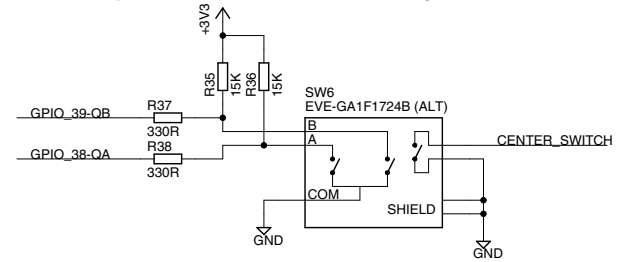 +3V3
R35
15K
R36
15K
SW6
EVE-GA1F1724B (ALT)
GPIO_39-QB
R37
330R
GPIO_38-QA
R38
330R
B
A
COM
SHIELD
CENTER_SWITCH
GND
GND